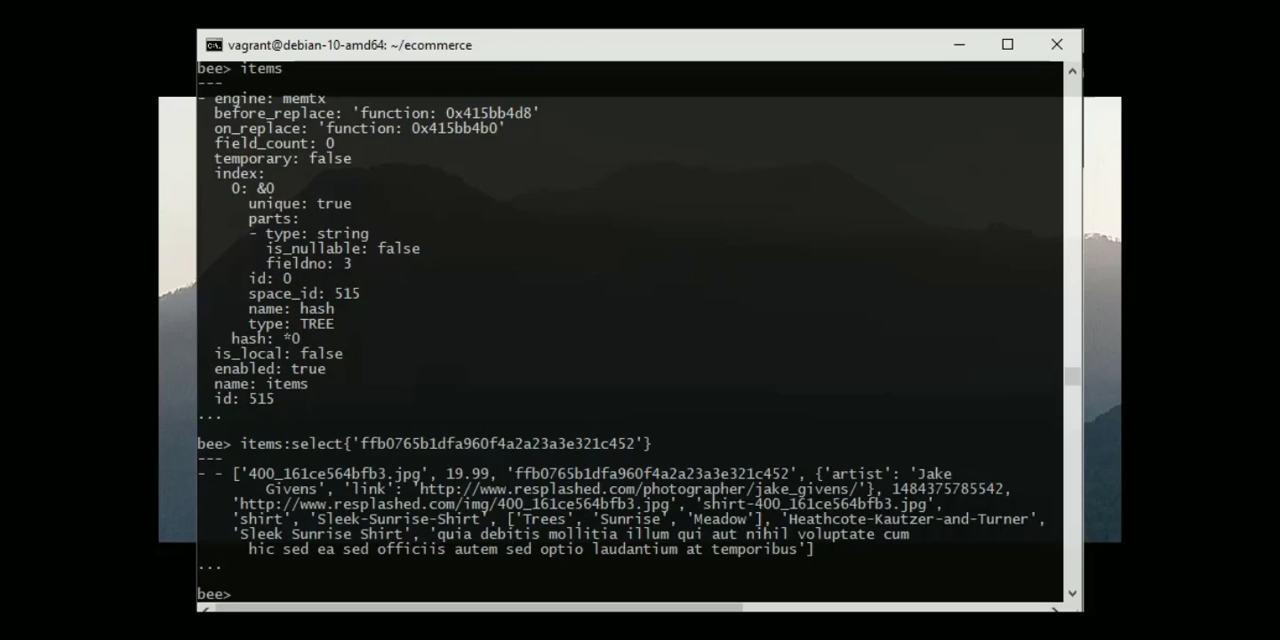 vagrant@debian-10-amd64: ~/ecommerce
bee> items
---
- engine: memtx
before_replace: 'function: 0x415bb4d8'
on_replace: 'function: 0x415bb4b0'
field_count: 0
temporary: false
index:
0: &0
unique: true
parts:
- type: string
is_nullable: false
fieldno: 3
id: 0
space_id: 515
name: hash
type: TREE
hash: *0
is_local: false
enabled: true
name: items
id: 515
...
bee> items:select{'ffb0765b1dfa960f4a2a23a3e321c452'}
---
- - ['400_161ce564bfb3.jpg', 19.99, 'ffb0765b1dfa960f4a2a23a3e321c452', {'artist': 'Jake
Givens', 'link': 'http://www.resplashed.com/photographer/jake_givens/'}, 1484375785542,
'http://www.resplashed.com/img/400_161ce564bfb3.jpg', 'shirt-400_161ce564bfb3.jpg',
'shirt', 'Sleek-Sunrise-Shirt', ['Trees', 'Sunrise', 'Meadow'], 'Heathcote-Kautzer-and-Turner',
'Sleek Sunrise Shirt', 'quia debitis mollitia illum qui aut nihil voluptate cum
hic sed ea sed officiis autem sed optio laudantium at temporibus']
...
bee>